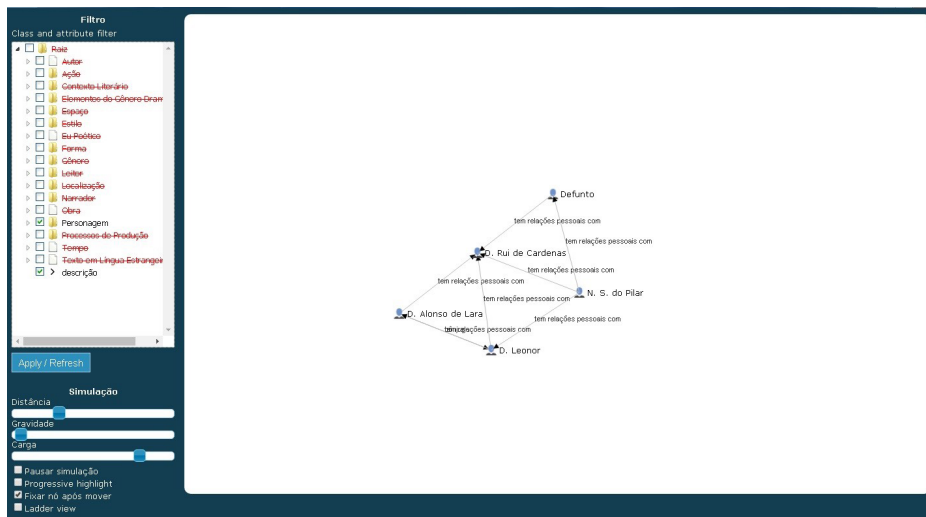 Filtro
Class and attribute filter
Raiz
Autor
Ação
Contexto Literário
Elementos do Gênero Dram
Espaço
Estilo
Eu Poético
Forma
Gênero
Leitor
Localização
Narrador
Obra
Personagem
Processos de Produção
Tempo
Texto em Língua Estrangeir
descrição
Apply / Refresh
Simulação
Distância
Gravidade
Carga
Pausar simulação
Progressive highlight
Fixar nó após mover
Ladder view
Defunto
tem relações pessoais com
tem relações pessoais com
D. Rui de Cardenas
tem relações pessoais com
tem relações pessoais com
N. S. do Pilar
tem relações pessoais com
D. Alonso de Lara
tem relações pessoais com
relações pessoais com
D. Leonor